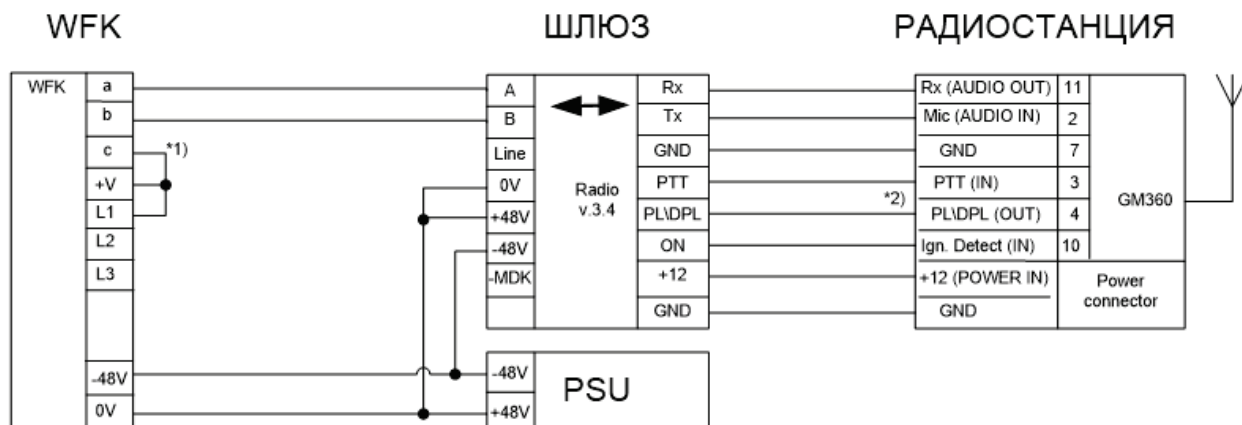 WFK
ШЛЮЗ
РАДИОСТАНЦИЯ
WFK
a
b
c
*1)
+V
L1
L2
L3
-48V
0V
A
B
Line
0V
+48V
-48V
-MDK
Radio
v.3.4
Rx
Tx
GND
PTT
PL\DPL
ON
+12
GND
*2)
Rx (AUDIO OUT) 11
Mic (AUDIO IN) 2
GND 7
PTT (IN) 3
PL\DPL (OUT) 4
Ign. Detect (IN) 10
+12 (POWER IN)
GND
GM360
Power
connector
-48V
+48V
PSU